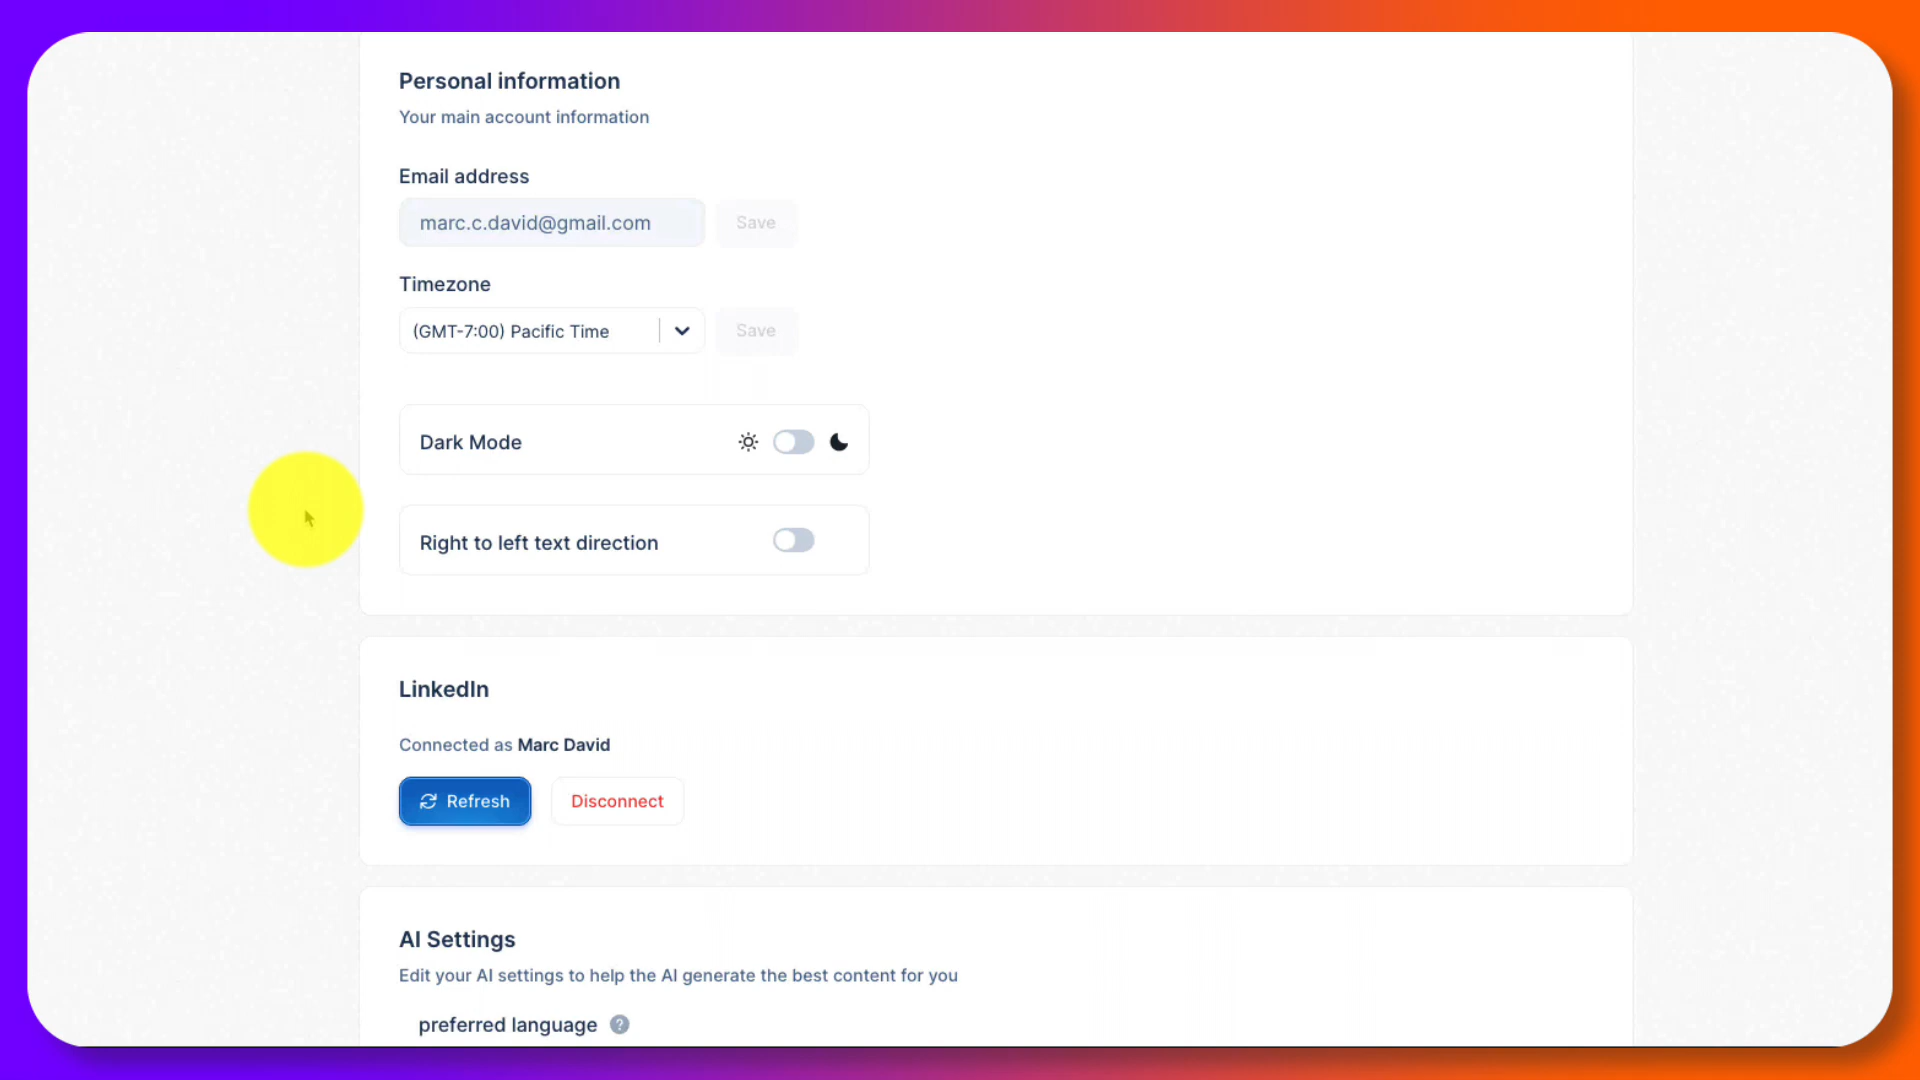 Personal information
Your main account information
Email address
marc.c.david@gmail.com Save
Timezone
(GMT-7:00) Pacific Time Save
Dark Mode
Right to left text direction
LinkedIn
Connected as Marc David
Refresh Disconnect
AI Settings
Edit your AI settings to help the AI generate the best content for you
preferred language ?